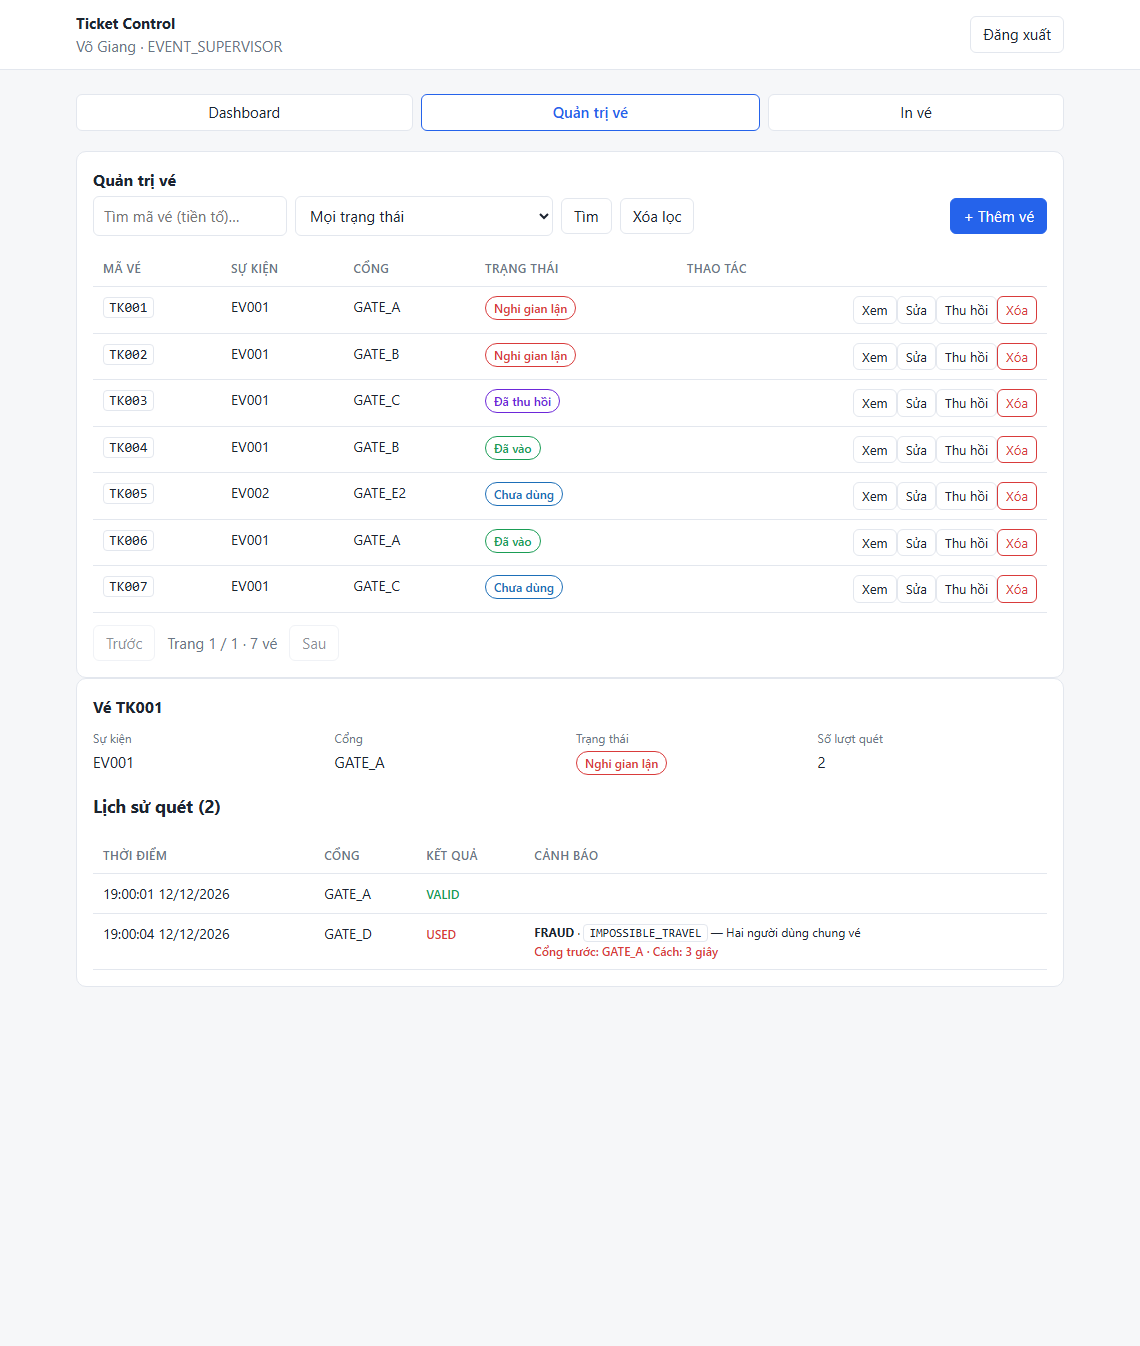 Ticket Control
Võ Giang · EVENT_SUPERVISOR
Đăng xuất
Dashboard
Quản trị vé
In vé
Quản trị vé
Tìm mã vé (tiền tố)...
Mọi trạng thái
Tìm
Xóa lọc
+ Thêm vé
MÃ VÉ SỰ KIỆN CỔNG TRẠNG THÁI THAO TÁC
TK001 EV001 GATE_A Nghi gian lận Xem Sửa Thu hồi Xóa
TK002 EV001 GATE_B Nghi gian lận Xem Sửa Thu hồi Xóa
TK003 EV001 GATE_C Đã thu hồi Xem Sửa Thu hồi Xóa
TK004 EV001 GATE_B Đã vào Xem Sửa Thu hồi Xóa
TK005 EV002 GATE_E2 Chưa dùng Xem Sửa Thu hồi Xóa
TK006 EV001 GATE_A Đã vào Xem Sửa Thu hồi Xóa
TK007 EV001 GATE_C Chưa dùng Xem Sửa Thu hồi Xóa
Trước Trang 1 / 1 · 7 vé Sau
Vé TK001
Sự kiện Cổng Trạng thái Số lượt quét
EV001 GATE_A Nghi gian lận 2
Lịch sử quét (2)
THỜI ĐIỂM CỔNG KẾT QUẢ CẢNH BÁO
19:00:01 12/12/2026 GATE_A VALID
19:00:04 12/12/2026 GATE_D USED FRAUD · IMPOSSIBLE_TRAVEL — Hai người dùng chung vé
Cổng trước: GATE_A · Cách: 3 giây